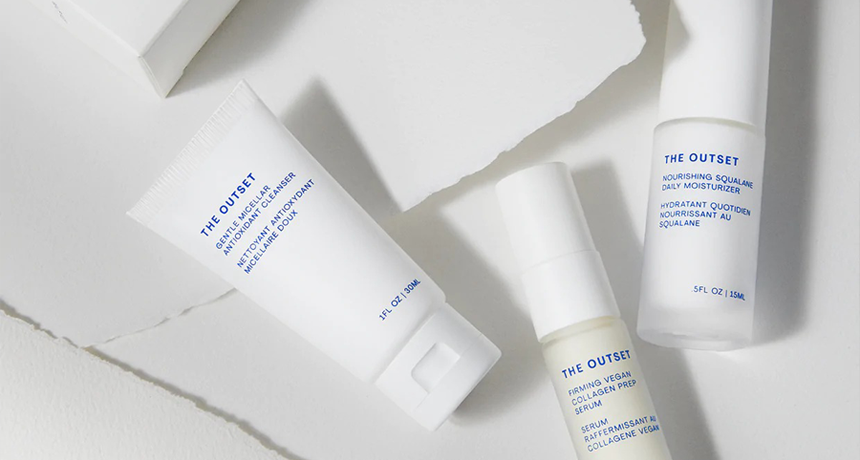 THE OUTSET
GENTLE MICELLAR
ANTIOXIDANT CLEANSER
NETTOYANT ANTIOXYDANT
MICELLAIRE DOUX
1FL OZ | 30ML
THE OUTSET
FIRMING VEGAN
COLLAGEN PREP
SERUM
SERUM
RAFFERMISSANT AU
COLLAGENE VEGAN
THE OUTSET
NOURISHING SQUALANE
DAILY MOISTURIZER
HYDRATANT QUOTIDIEN
NOURRISSANT AU
SQUALANE
.5FL OZ | 15ML